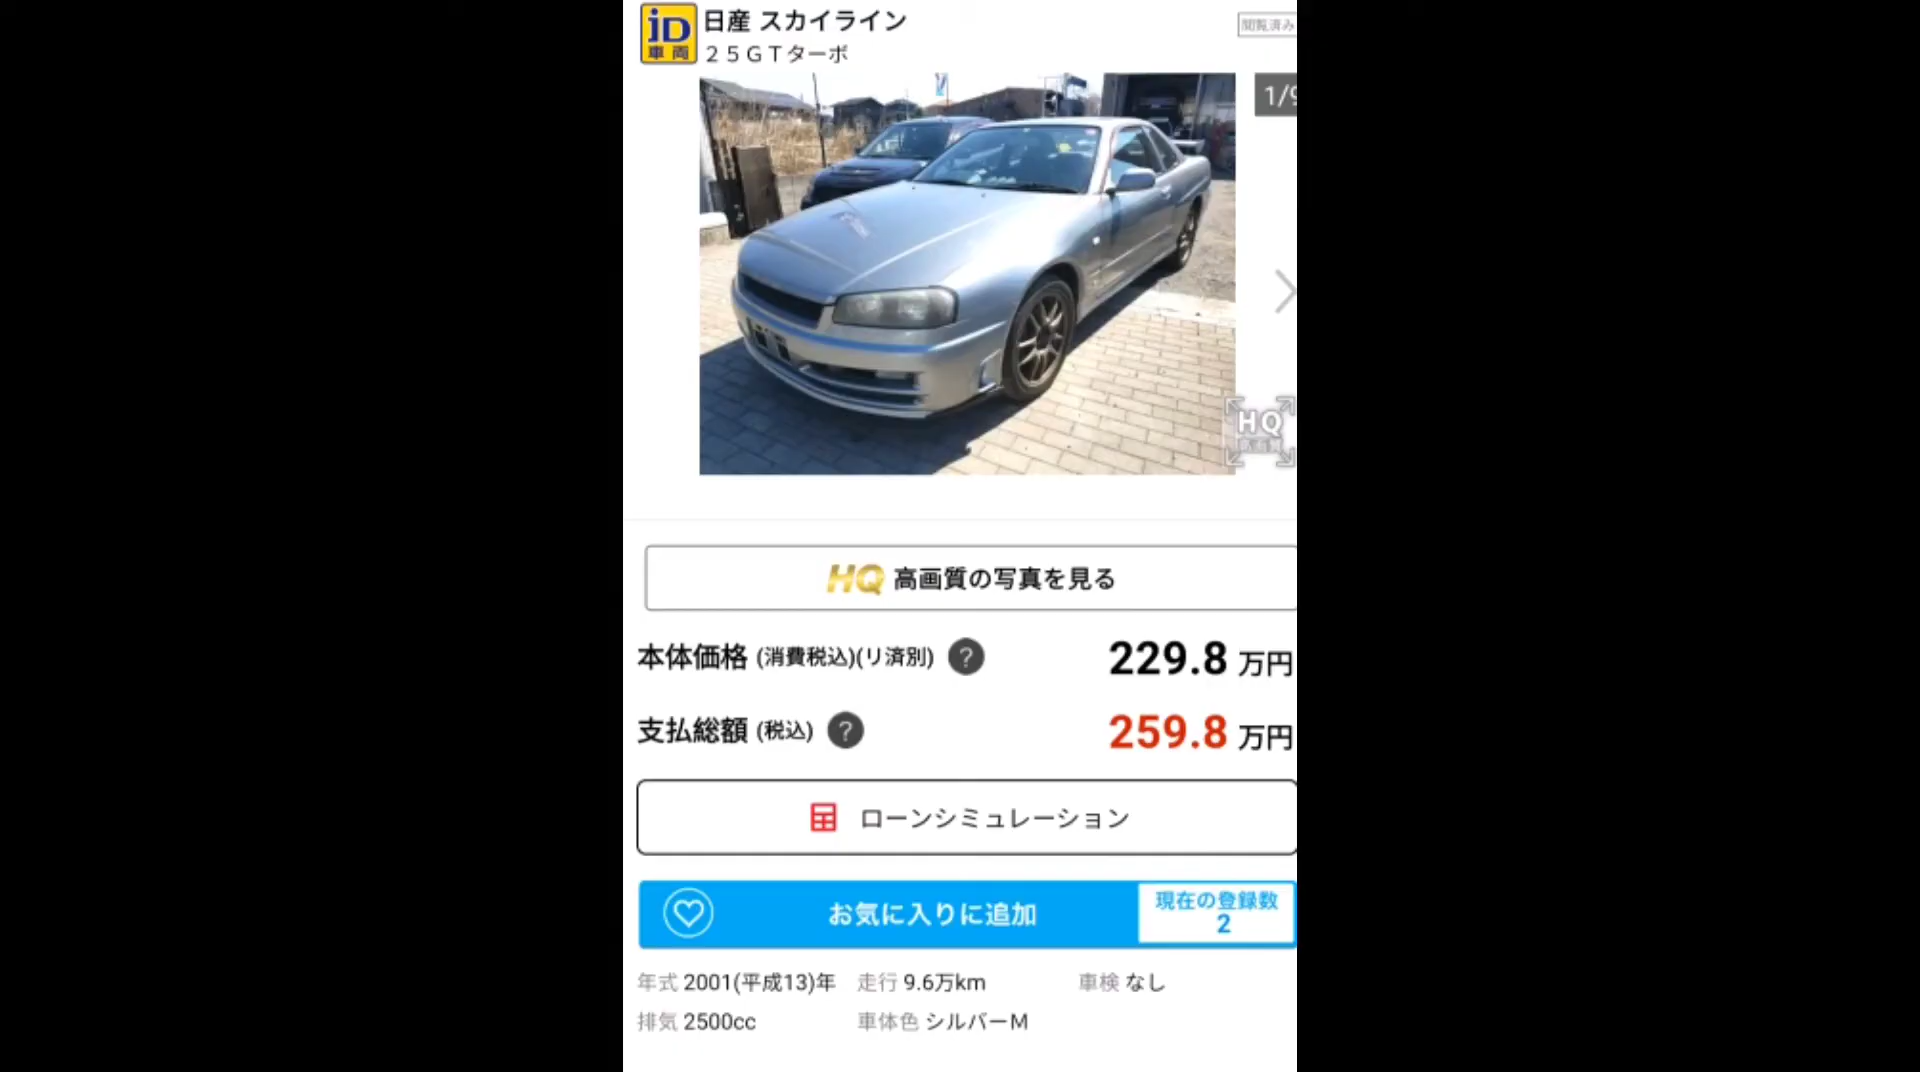 iD
車両
日産 スカイライン
閲覧済み
25GTターボ
1/9
HQ
高画質
HQ 高画質の写真を見る
本体価格 (消費税込)(リ済別) ? 229.8 万円
支払総額 (税込) ? 259.8 万円
ローンシミュレーション
お気に入りに追加
現在の登録数
2
年式 2001(平成13)年 走行 9.6万km 車検 なし
排気 2500cc 車体色 シルバーM